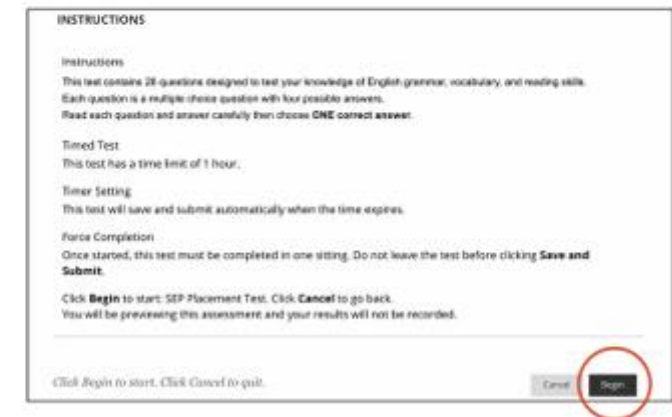 INSTRUCTIONS
Instructions
This test contains 28 questions designed to test your knowledge of English grammar, vocabulary, and reading skills.
Each question is a multiple choice question with four possible answers.
Read each question and answer carefully then choose ONE correct answer.
Timed Test
This test has a time limit of 1 hour.
Timer Setting
This test will save and submit automatically when the time expires.
Force Completion
Once started, this test must be completed in one sitting. Do not leave the test before clicking Save and
Submit.
Click Begin to start: SEP Placement Test. Click Cancel to go back.
You will be previewing this assessment and your results will not be recorded.
Click Begin to start. Click Cancel to quit.
Cancel
Begin